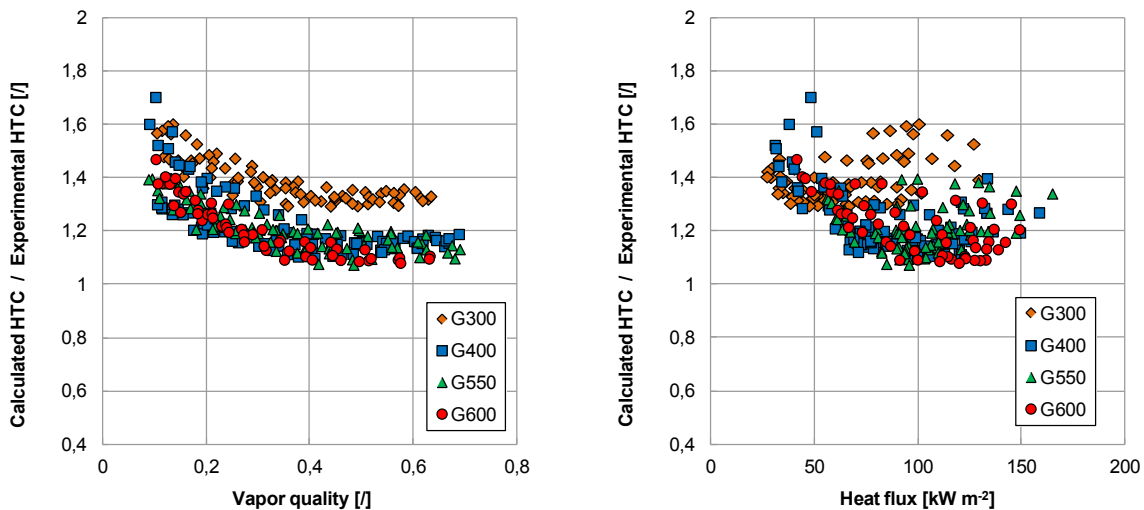 Calculated HTC / Experimental HTC [/]
2
1,8
1,6
1,4
1,2
1
0,8
0,6
0,4
0
0,2
0,4
0,6
0,8
Vapor quality [/]
G300
G400
G550
G600
Calculated HTC / Experimental HTC [/]
2
1,8
1,6
1,4
1,2
1
0,8
0,6
0,4
0
50
100
150
200
Heat flux [kW m⁻²]
G300
G400
G550
G600